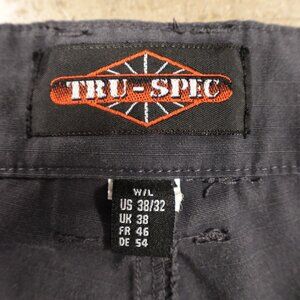 TRU-SPEC
W/L
US 38/32
UK 38
FR 46
DE 54